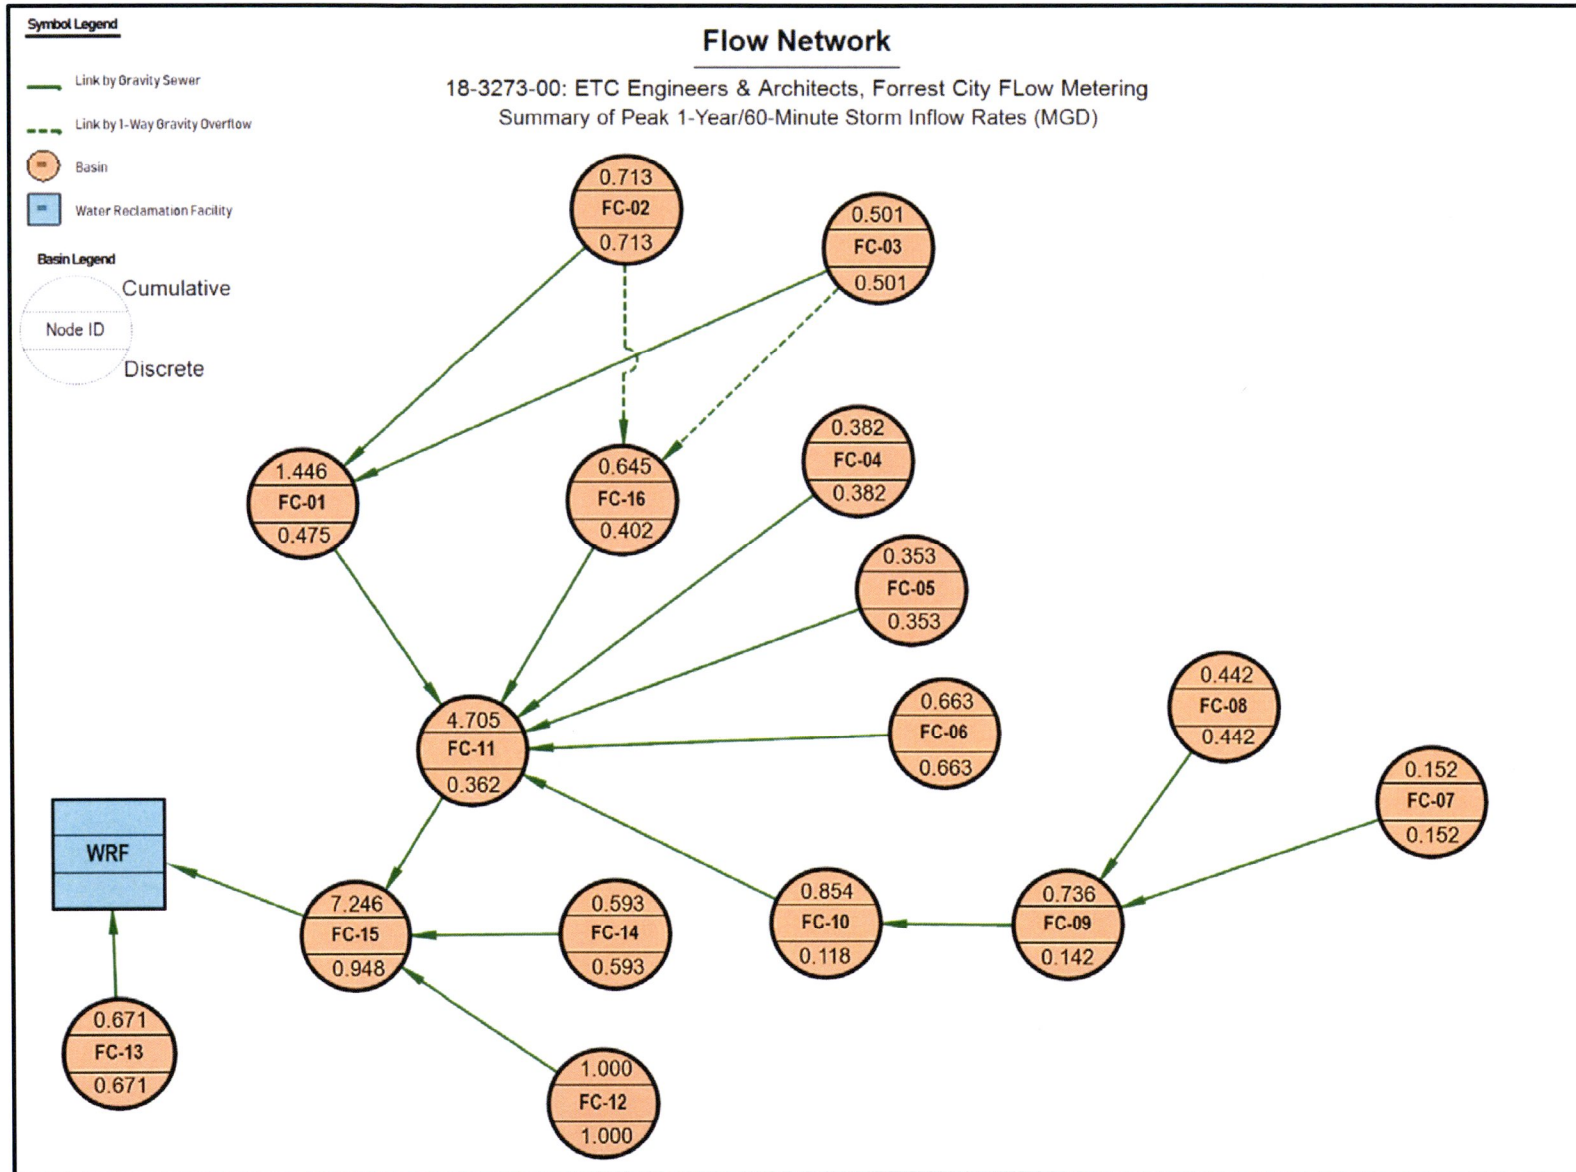 Symbol Legend
Link by Gravity Sewer
Link by 1-Way Gravity Overflow
Basin
Water Reclamation Facility
Basin Legend
Cumulative
Node ID
Discrete
Flow Network
18-3273-00: ETC Engineers & Architects, Forrest City FLow Metering
Summary of Peak 1-Year/60-Minute Storm Inflow Rates (MGD)
0.713
FC-02
0.713
0.501
FC-03
0.501
1.446
FC-01
0.475
0.645
FC-16
0.402
0.382
FC-04
0.382
0.353
FC-05
0.353
0.663
FC-06
0.663
0.442
FC-08
0.442
4.705
FC-11
0.362
0.152
FC-07
0.152
WRF
7.246
FC-15
0.948
0.593
FC-14
0.593
0.854
FC-10
0.118
0.736
FC-09
0.142
0.671
FC-13
0.671
1.000
FC-12
1.000